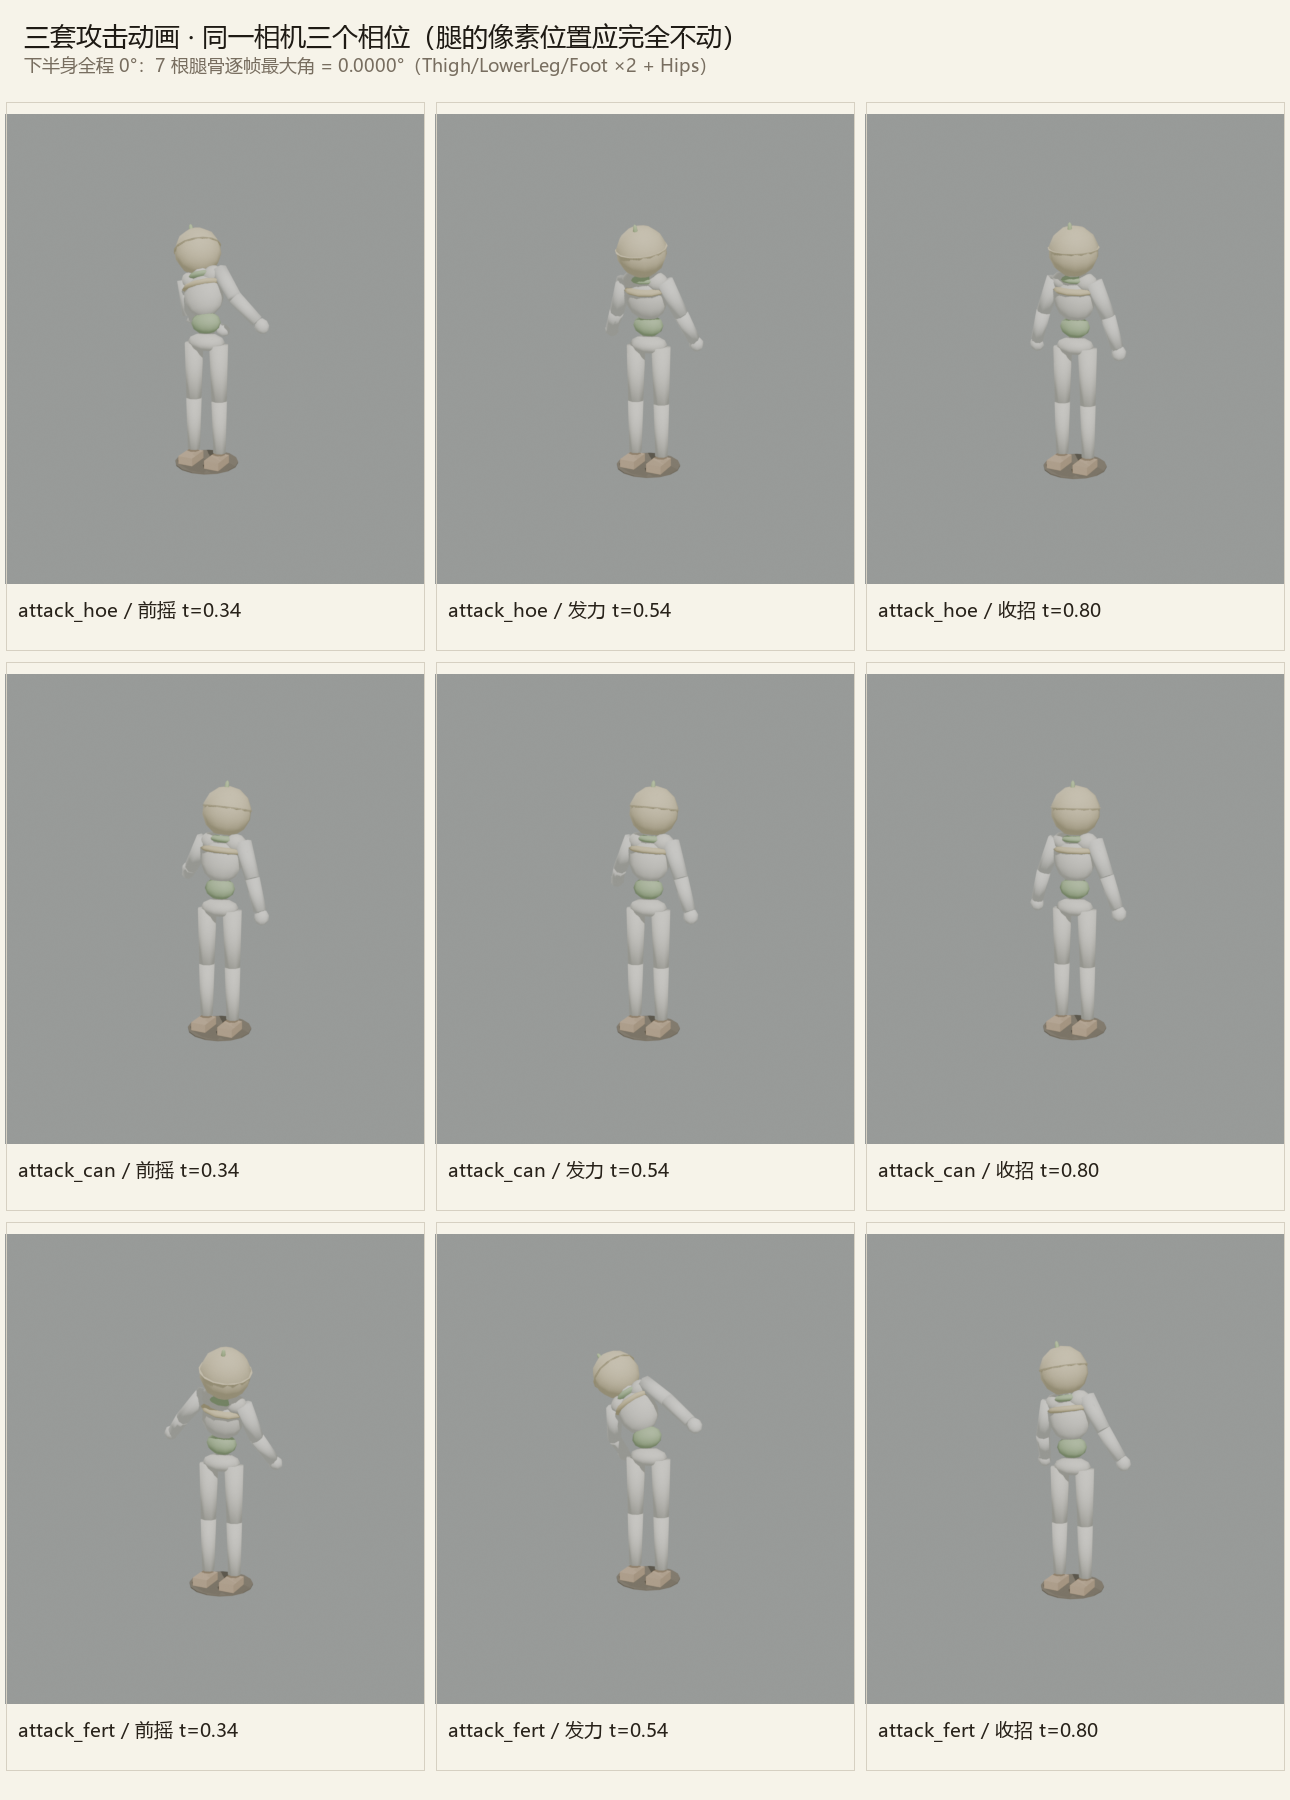 三套攻击动画 · 同一相机三个相位（腿的像素位置应完全不动）
下半身全程 0°：7 根腿骨逐帧最大角 = 0.0000°（Thigh/LowerLeg/Foot ×2 + Hips）
attack_hoe / 前摇 t=0.34
attack_hoe / 发力 t=0.54
attack_hoe / 收招 t=0.80
attack_can / 前摇 t=0.34
attack_can / 发力 t=0.54
attack_can / 收招 t=0.80
attack_fert / 前摇 t=0.34
attack_fert / 发力 t=0.54
attack_fert / 收招 t=0.80